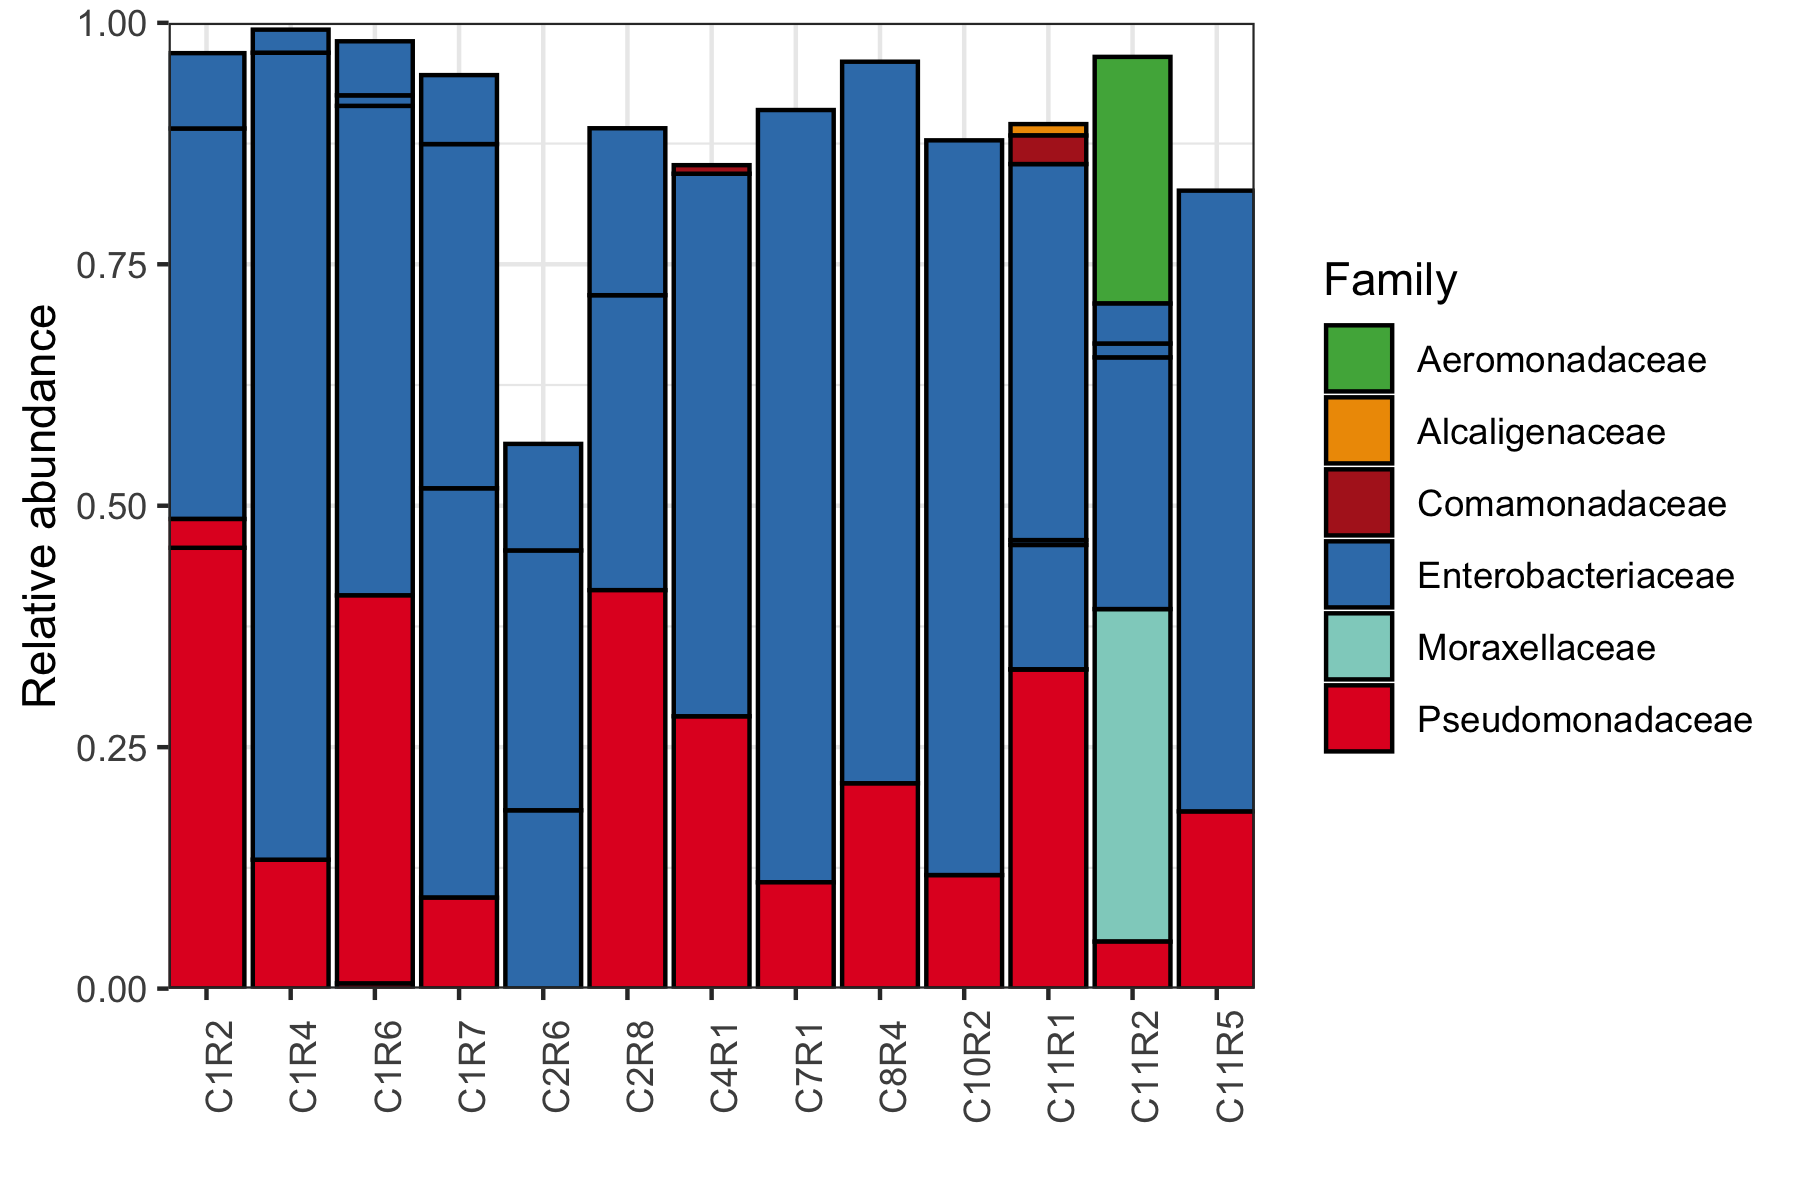 1.00
0.75
0.50
0.25
0.00
Relative abundance
C1R2
C1R4
C1R6
C1R7
C2R6
C2R8
C4R1
C7R1
C8R4
C10R2
C11R1
C11R2
C11R5
Family
Aeromonadaceae
Alcaligenaceae
Comamonadaceae
Enterobacteriaceae
Moraxellaceae
Pseudomonadaceae